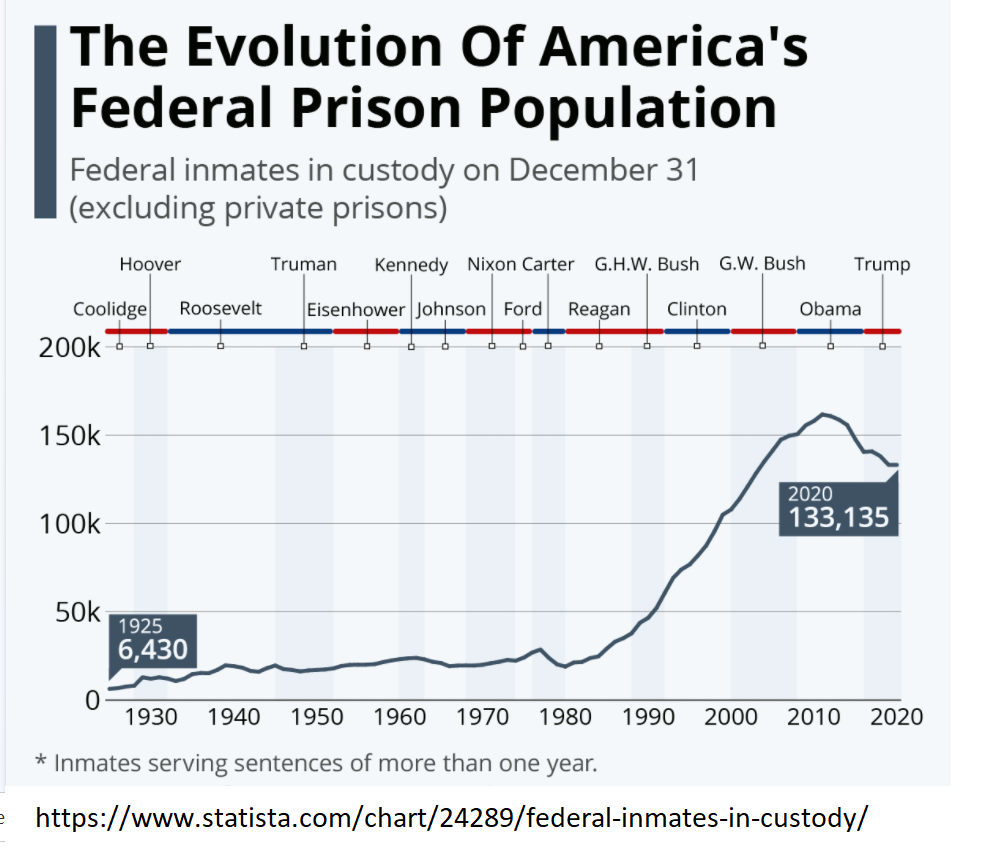 The Evolution Of America's
Federal Prison Population
Federal inmates in custody on December 31
(excluding private prisons)
Hoover Truman Kennedy Nixon Carter G.H.W. Bush G.W. Bush Trump
Coolidge Roosevelt Eisenhower Johnson Ford Reagan Clinton Obama
200k
150k
2020
133,135
100k
50k
1925
6,430
0
1930 1940 1950 1960 1970 1980 1990 2000 2010 2020
* Inmates serving sentences of more than one year.
e
https://www.statista.com/chart/24289/federal-inmates-in-custody/